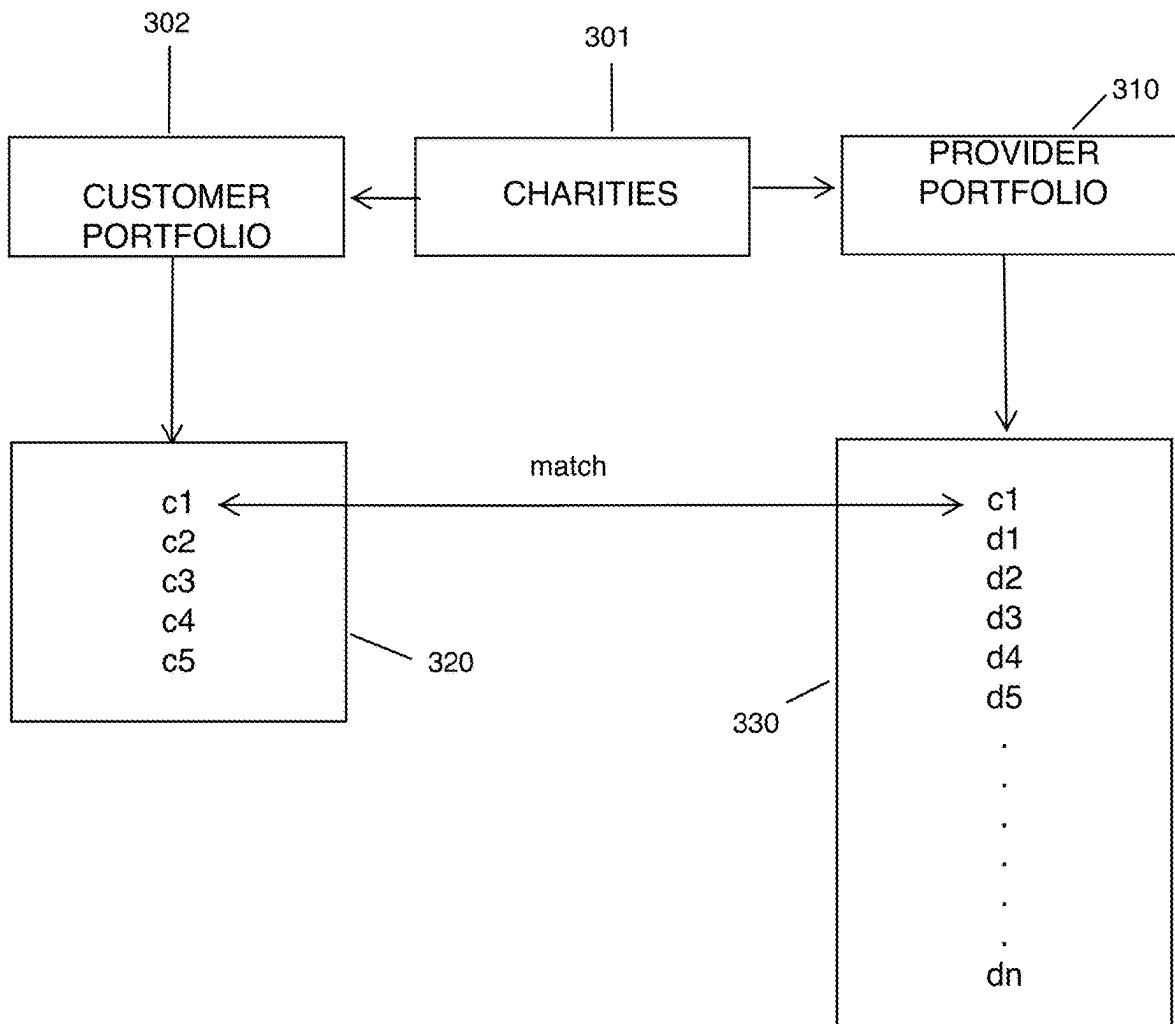 302
301
310
CUSTOMER
PORTFOLIO
CHARITIES
PROVIDER
PORTFOLIO
match
c1
c2
c3
c4
c5
320
c1
d1
d2
d3
d4
d5
.
.
.
.
.
.
dn
330